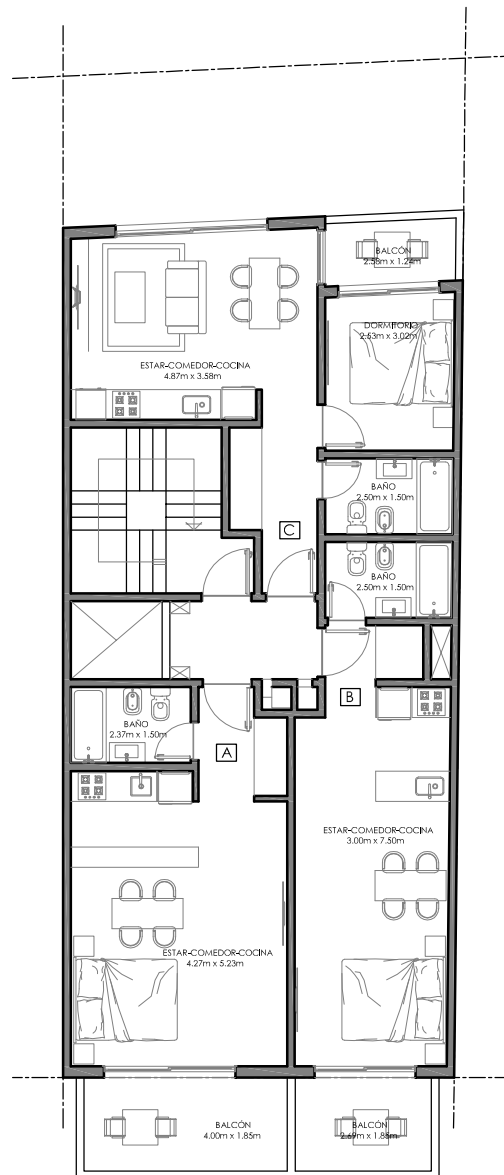 BALCÓN
2.58m x 1.24m
DORMITORIO
2.53m x 3.02m
ESTAR-COMEDOR-COCINA
4.87m x 3.58m
BAÑO
2.50m x 1.50m
C
BAÑO
2.50m x 1.50m
B
BAÑO
2.37m x 1.50m
A
ESTAR-COMEDOR-COCINA
3.00m x 7.50m
ESTAR-COMEDOR-COCINA
4.27m x 5.23m
BALCÓN
4.00m x 1.85m
BALCÓN
2.69m x 1.85m